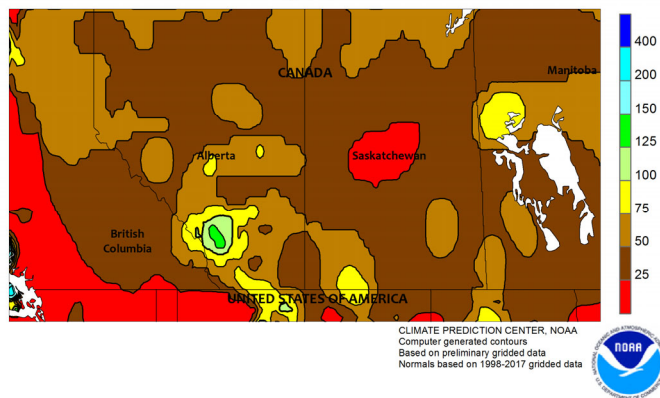 CANADA
Manitoba
Alberta
Saskatchewan
British
Columbia
UNITED STATES OF AMERICA
400
200
150
125
100
75
50
25
CLIMATE PREDICTION CENTER, NOAA
Computer generated contours
Based on preliminary gridded data
Normals based on 1998-2017 gridded data
NOAA